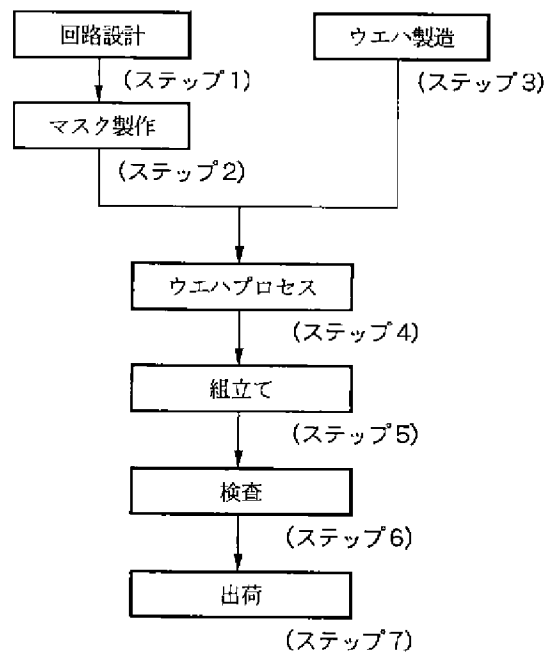 回路設計
(ステップ1)
マスク製作
(ステップ2)
ウエハ製造
(ステップ3)
ウエハプロセス
(ステップ4)
組立て
(ステップ5)
検査
(ステップ6)
出荷
(ステップ7)